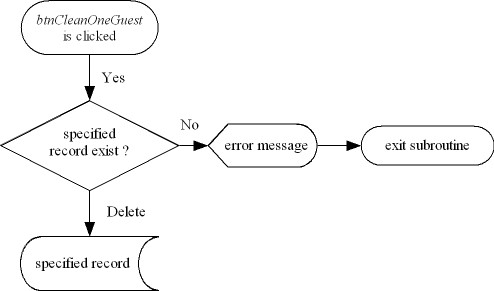 btnCleanOneGuest
is clicked
Yes
specified
record exist ?
No
error message
exit subroutine
Delete
specified record